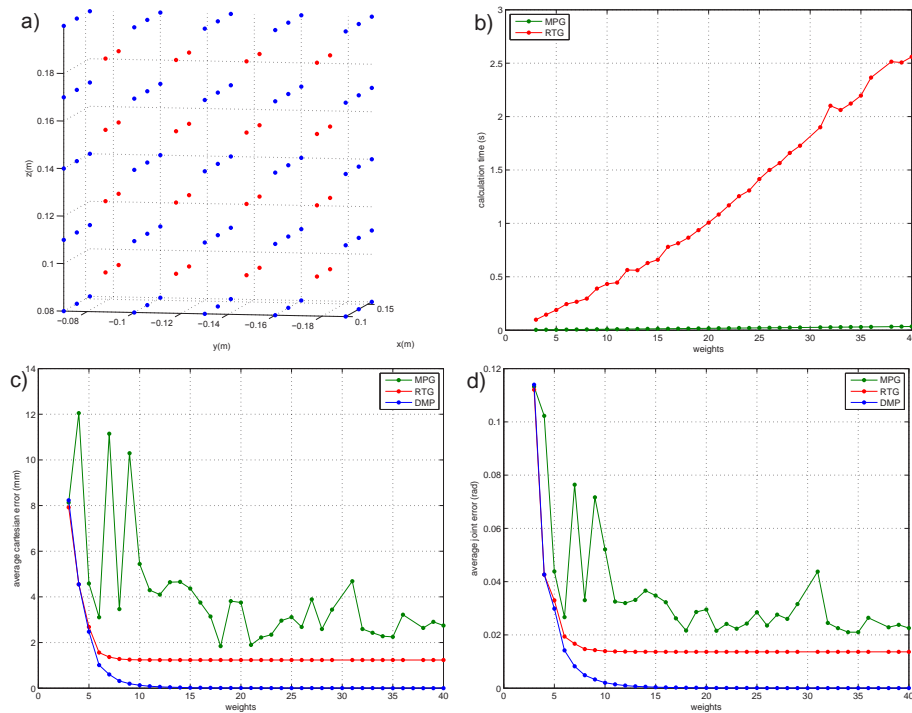 a)
0.18
0.16
0.14
0.12
0.1
0.08
z(m)
−0.08
−0.1
−0.12
−0.14
−0.16
−0.18
0.1
0.15
y(m)
x(m)
b)
MPG
RTG
3
2.5
2
1.5
1
0.5
0
calculation time (s)
0 5 10 15 20 25 30 35 40
weights
c)
MPG
RTG
DMP
14
12
10
8
6
4
2
0
average cartesian error (mm)
0 5 10 15 20 25 30 35 40
weights
d)
MPG
RTG
DMP
0.12
0.1
0.08
0.06
0.04
0.02
0
average joint error (rad)
0 5 10 15 20 25 30 35 40
weights